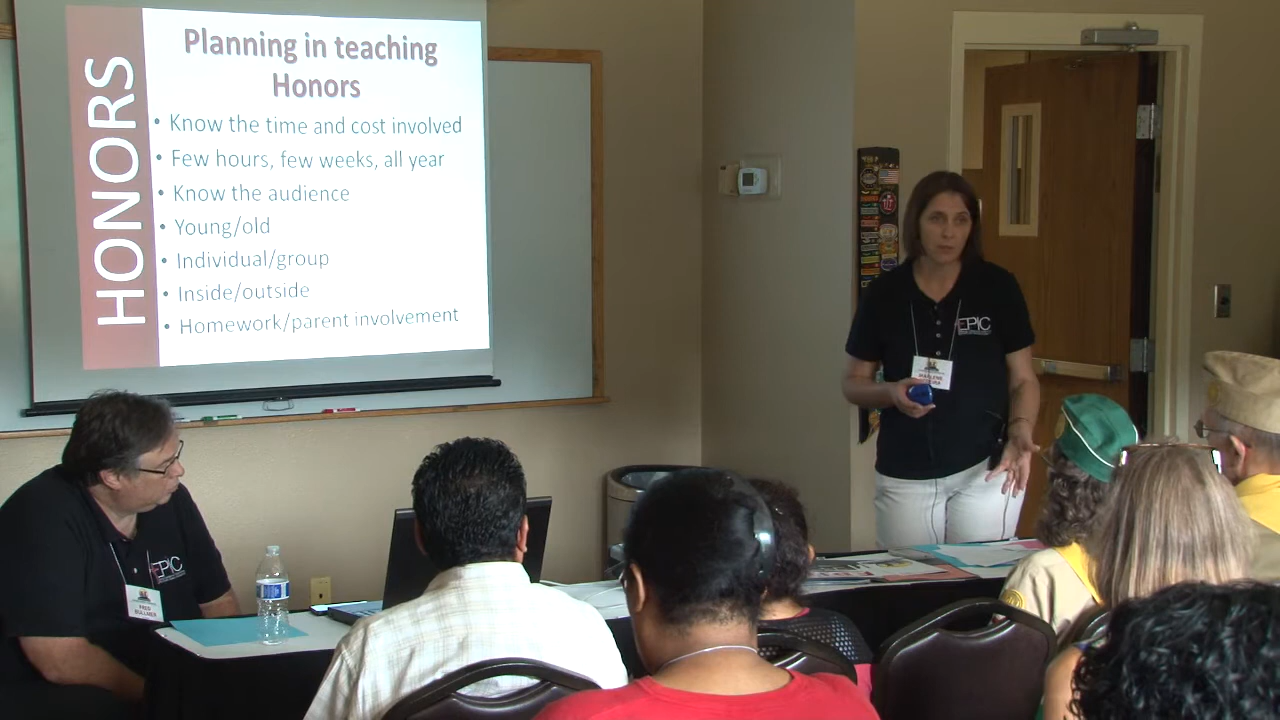 HONORS
Planning in teaching
Honors
• Know the time and cost involved
• Few hours, few weeks, all year
• Know the audience
• Young/old
• Individual/group
• Inside/outside
• Homework/parent involvement
EPIC
MARLENE
EPIC
FRED